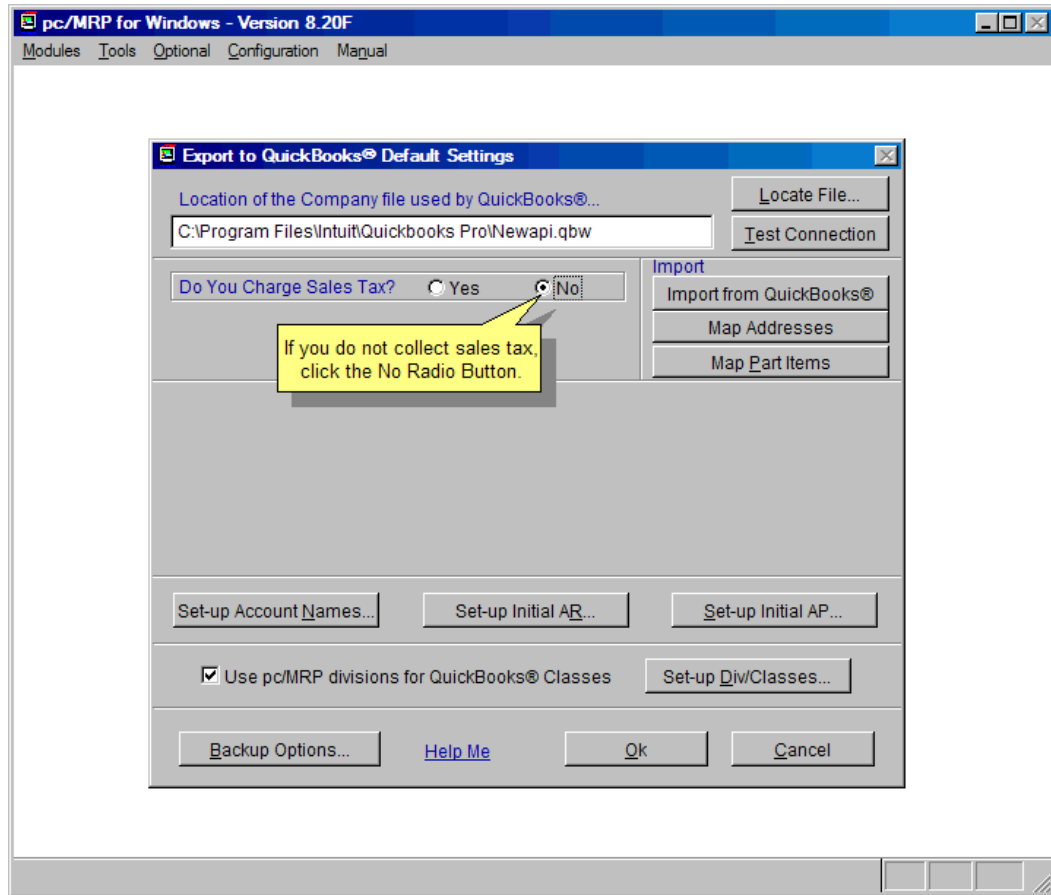 pc/MRP for Windows - Version 8.20F
Modules Tools Optional Configuration Manual
Export to QuickBooks® Default Settings
Location of the Company file used by QuickBooks®...
Locate File...
C:\Program Files\Intuit\Quickbooks Pro\Newapi.qbw
Test Connection
Do You Charge Sales Tax? Yes No
Import
Import from QuickBooks®
Map Addresses
Map Part Items
If you do not collect sales tax,
click the No Radio Button.
Set-up Account Names... Set-up Initial AR... Set-up Initial AP...
Use pc/MRP divisions for QuickBooks® Classes Set-up Div/Classes...
Backup Options... Help Me Ok Cancel